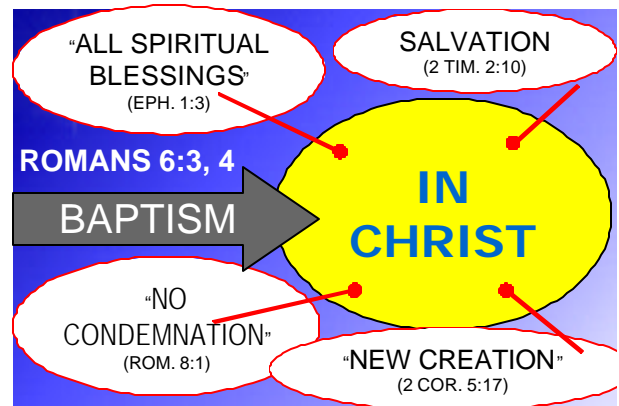 “ALL SPIRITUAL
BLESSINGS”
(EPH. 1:3)
SALVATION
(2 TIM. 2:10)
ROMANS 6:3, 4
BAPTISM
IN
CHRIST
“NO
CONDEMNATION”
(ROM. 8:1)
“NEW CREATION”
(2 COR. 5:17)